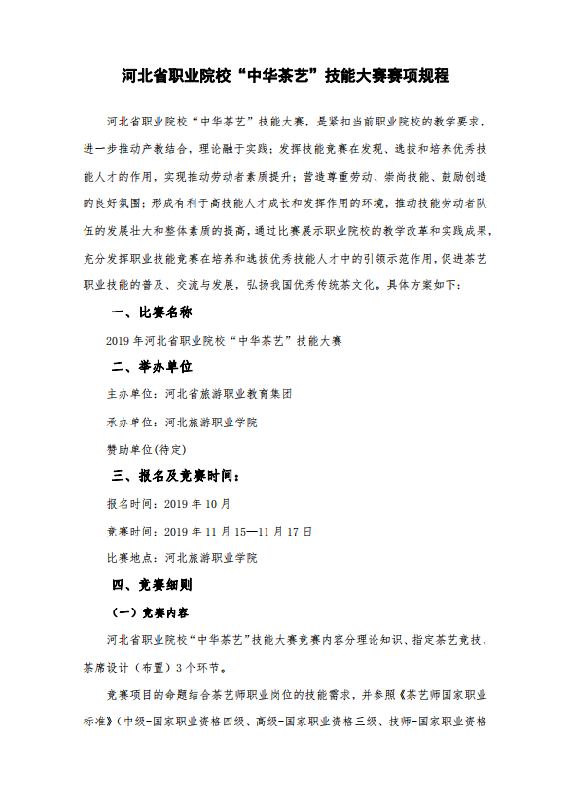 河北省职业院校“中华茶艺”技能大赛赛项规程
河北省职业院校“中华茶艺”技能大赛，是紧扣当前职业院校的教学要求，
进一步推动产教结合，理论融于实践；发挥技能竞赛在发现、选拔和培养优秀技
能人才的作用，实现推动劳动者素质提升；营造尊重劳动、崇尚技能、鼓励创造
的良好氛围；形成有利于高技能人才成长和发挥作用的环境，推动技能劳动者队
伍的发展壮大和整体素质的提高，通过比赛展示职业院校的教学改革和实践成果，
充分发挥职业技能竞赛在培养和选拔优秀技能人才中的引领示范作用，促进茶艺
职业技能的普及、交流与发展，弘扬我国优秀传统茶文化。具体方案如下：
一、比赛名称
2019 年河北省职业院校“中华茶艺”技能大赛
二、举办单位
主办单位：河北省旅游职业教育集团
承办单位：河北旅游职业学院
赞助单位(待定)
三、报名及竞赛时间：
报名时间：2019 年 10 月
竞赛时间：2019 年 11 月 15—11 月 17 日
比赛地点：河北旅游职业学院
四、竞赛细则
（一）竞赛内容
河北省职业院校“中华茶艺”技能大赛竞赛内容分理论知识、指定茶艺竞技、
茶席设计（布置）3 个环节。
竞赛项目的命题结合茶艺师职业岗位的技能需求，并参照《茶艺师国家职业
标准》（中级-国家职业资格四级、高级-国家职业资格三级、技师-国家职业资格